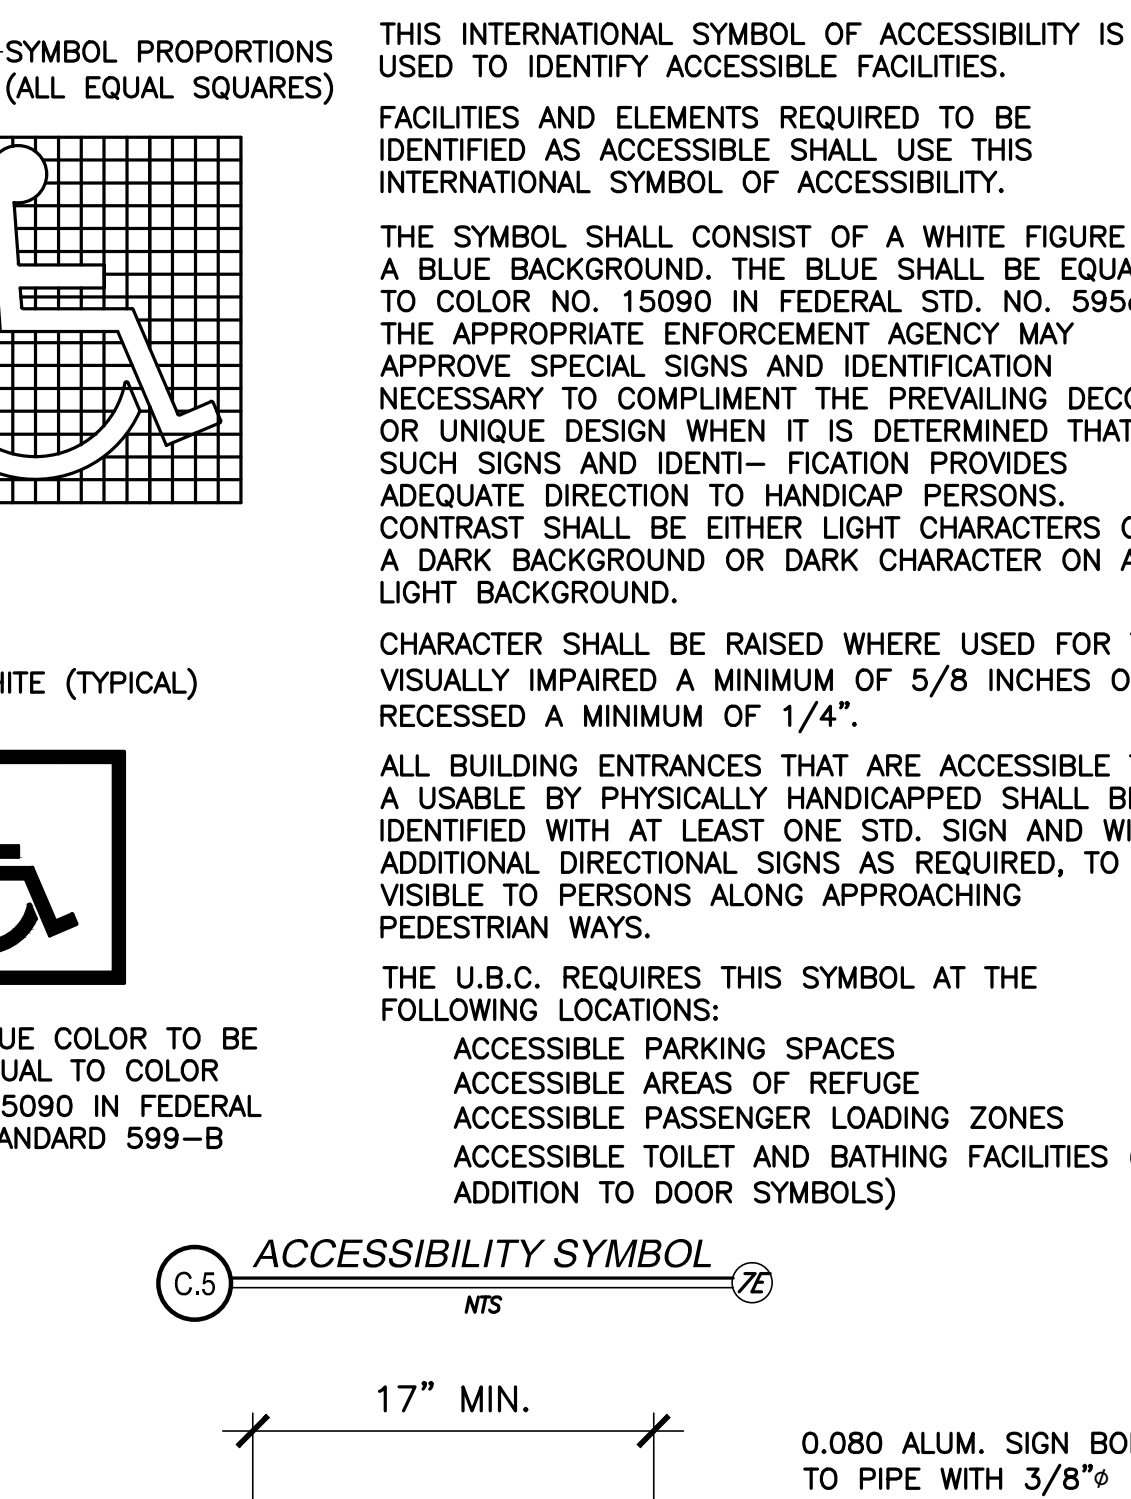 SYMBOL PROPORTIONS
(ALL EQUAL SQUARES)
THIS INTERNATIONAL SYMBOL OF ACCESSIBILITY IS
USED TO IDENTIFY ACCESSIBLE FACILITIES.
FACILITIES AND ELEMENTS REQUIRED TO BE
IDENTIFIED AS ACCESSIBLE SHALL USE THIS
INTERNATIONAL SYMBOL OF ACCESSIBILITY.
THE SYMBOL SHALL CONSIST OF A WHITE FIGURE
A BLUE BACKGROUND. THE BLUE SHALL BE
TO COLOR NO. 15090 IN FEDERAL STD. NO.
THE APPROPRIATE ENFORCEMENT AGENCY MAY
APPROVE SPECIAL SIGNS AND IDENTIFICATION
NECESSARY TO COMPLIMENT THE PREVAILING
OR UNIQUE DESIGN WHEN IT IS DETERMINED THAT
SUCH SIGNS AND IDENTI– FICATION PROVIDES
ADEQUATE DIRECTION TO HANDICAP PERSONS.
CONTRAST SHALL BE EITHER LIGHT CHARACTERS
A DARK BACKGROUND OR DARK CHARACTER ON A
LIGHT BACKGROUND.
CHARACTER SHALL BE RAISED WHERE USED FOR
VISUALLY IMPAIRED A MINIMUM OF 5/8 INCHES
RECESSED A MINIMUM OF 1/4”.
ALL BUILDING ENTRANCES THAT ARE ACCESSIBLE
A USABLE BY PHYSICALLY HANDICAPPED SHALL BE
IDENTIFIED WITH AT LEAST ONE STD. SIGN AND
ADDITIONAL DIRECTIONAL SIGNS AS REQUIRED, TO
VISIBLE TO PERSONS ALONG APPROACHING
PEDESTRIAN WAYS.
THE U.B.C. REQUIRES THIS SYMBOL AT THE
FOLLOWING LOCATIONS:
ACCESSIBLE PARKING SPACES
ACCESSIBLE AREAS OF REFUGE
ACCESSIBLE PASSENGER LOADING ZONES
ACCESSIBLE TOILET AND BATHING FACILITIES
ADDITION TO DOOR SYMBOLS)
(TYPICAL)
COLOR TO BE
TO COLOR
5090 IN FEDERAL
599–B
C.5
ACCESSIBILITY SYMBOL
7E
NTS
17” MIN.
0.080 ALUM. SIGN
TO PIPE WITH 3/8”ø